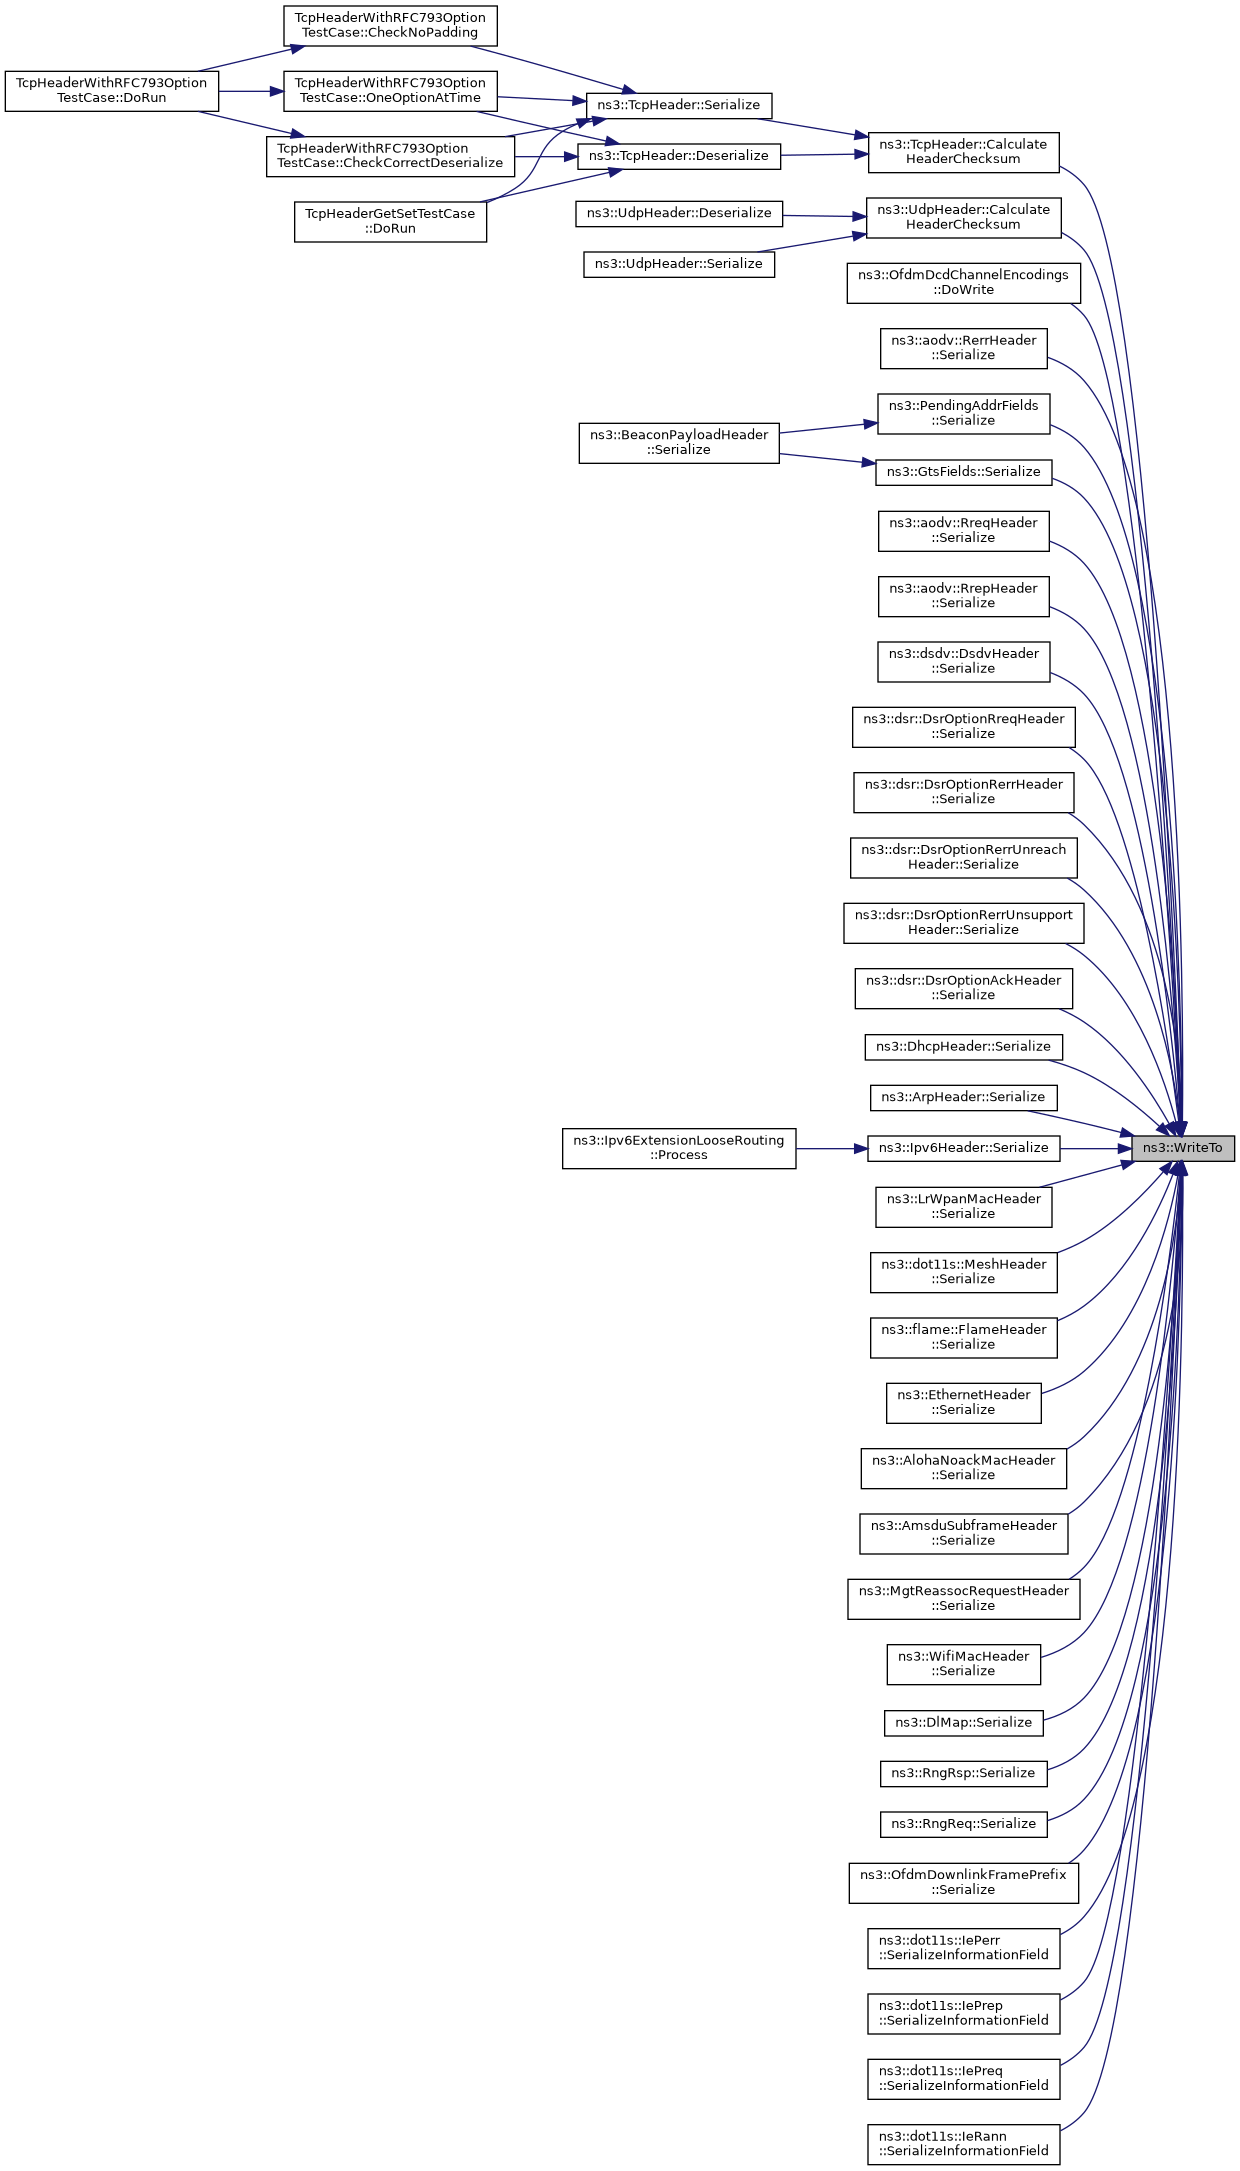 TcpHeaderWithRFC793Option
TestCase::CheckNoPadding
TcpHeaderWithRFC793Option
TestCase::DoRun
TcpHeaderWithRFC793Option
TestCase::OneOptionAtTime
TcpHeaderWithRFC793Option
TestCase::CheckCorrectDeserialize
TcpHeaderGetSetTestCase
::DoRun
ns3::TcpHeader::Serialize
ns3::TcpHeader::Deserialize
ns3::UdpHeader::Deserialize
ns3::UdpHeader::Serialize
ns3::TcpHeader::Calculate
HeaderChecksum
ns3::UdpHeader::Calculate
HeaderChecksum
ns3::OfdmDcdChannelEncodings
::DoWrite
ns3::aodv::RerrHeader
::Serialize
ns3::PendingAddrFields
::Serialize
ns3::BeaconPayloadHeader
::Serialize
ns3::GtsFields::Serialize
ns3::aodv::RreqHeader
::Serialize
ns3::aodv::RrepHeader
::Serialize
ns3::dsdv::DsdvHeader
::Serialize
ns3::dsr::DsrOptionRreqHeader
::Serialize
ns3::dsr::DsrOptionRerrHeader
::Serialize
ns3::dsr::DsrOptionRerrUnreach
Header::Serialize
ns3::dsr::DsrOptionRerrUnsupport
Header::Serialize
ns3::dsr::DsrOptionAckHeader
::Serialize
ns3::DhcpHeader::Serialize
ns3::ArpHeader::Serialize
ns3::Ipv6ExtensionLooseRouting
::Process
ns3::Ipv6Header::Serialize
ns3::WriteTo
ns3::LrWpanMacHeader
::Serialize
ns3::dot11s::MeshHeader
::Serialize
ns3::flame::FlameHeader
::Serialize
ns3::EthernetHeader
::Serialize
ns3::AlohaNoackMacHeader
::Serialize
ns3::AmsduSubframeHeader
::Serialize
ns3::MgtReassocRequestHeader
::Serialize
ns3::WifiMacHeader
::Serialize
ns3::DlMap::Serialize
ns3::RngRsp::Serialize
ns3::RngReq::Serialize
ns3::OfdmDownlinkFramePrefix
::Serialize
ns3::dot11s::IePerr
::SerializeInformationField
ns3::dot11s::IePrep
::SerializeInformationField
ns3::dot11s::IePreq
::SerializeInformationField
ns3::dot11s::IeRann
::SerializeInformationField